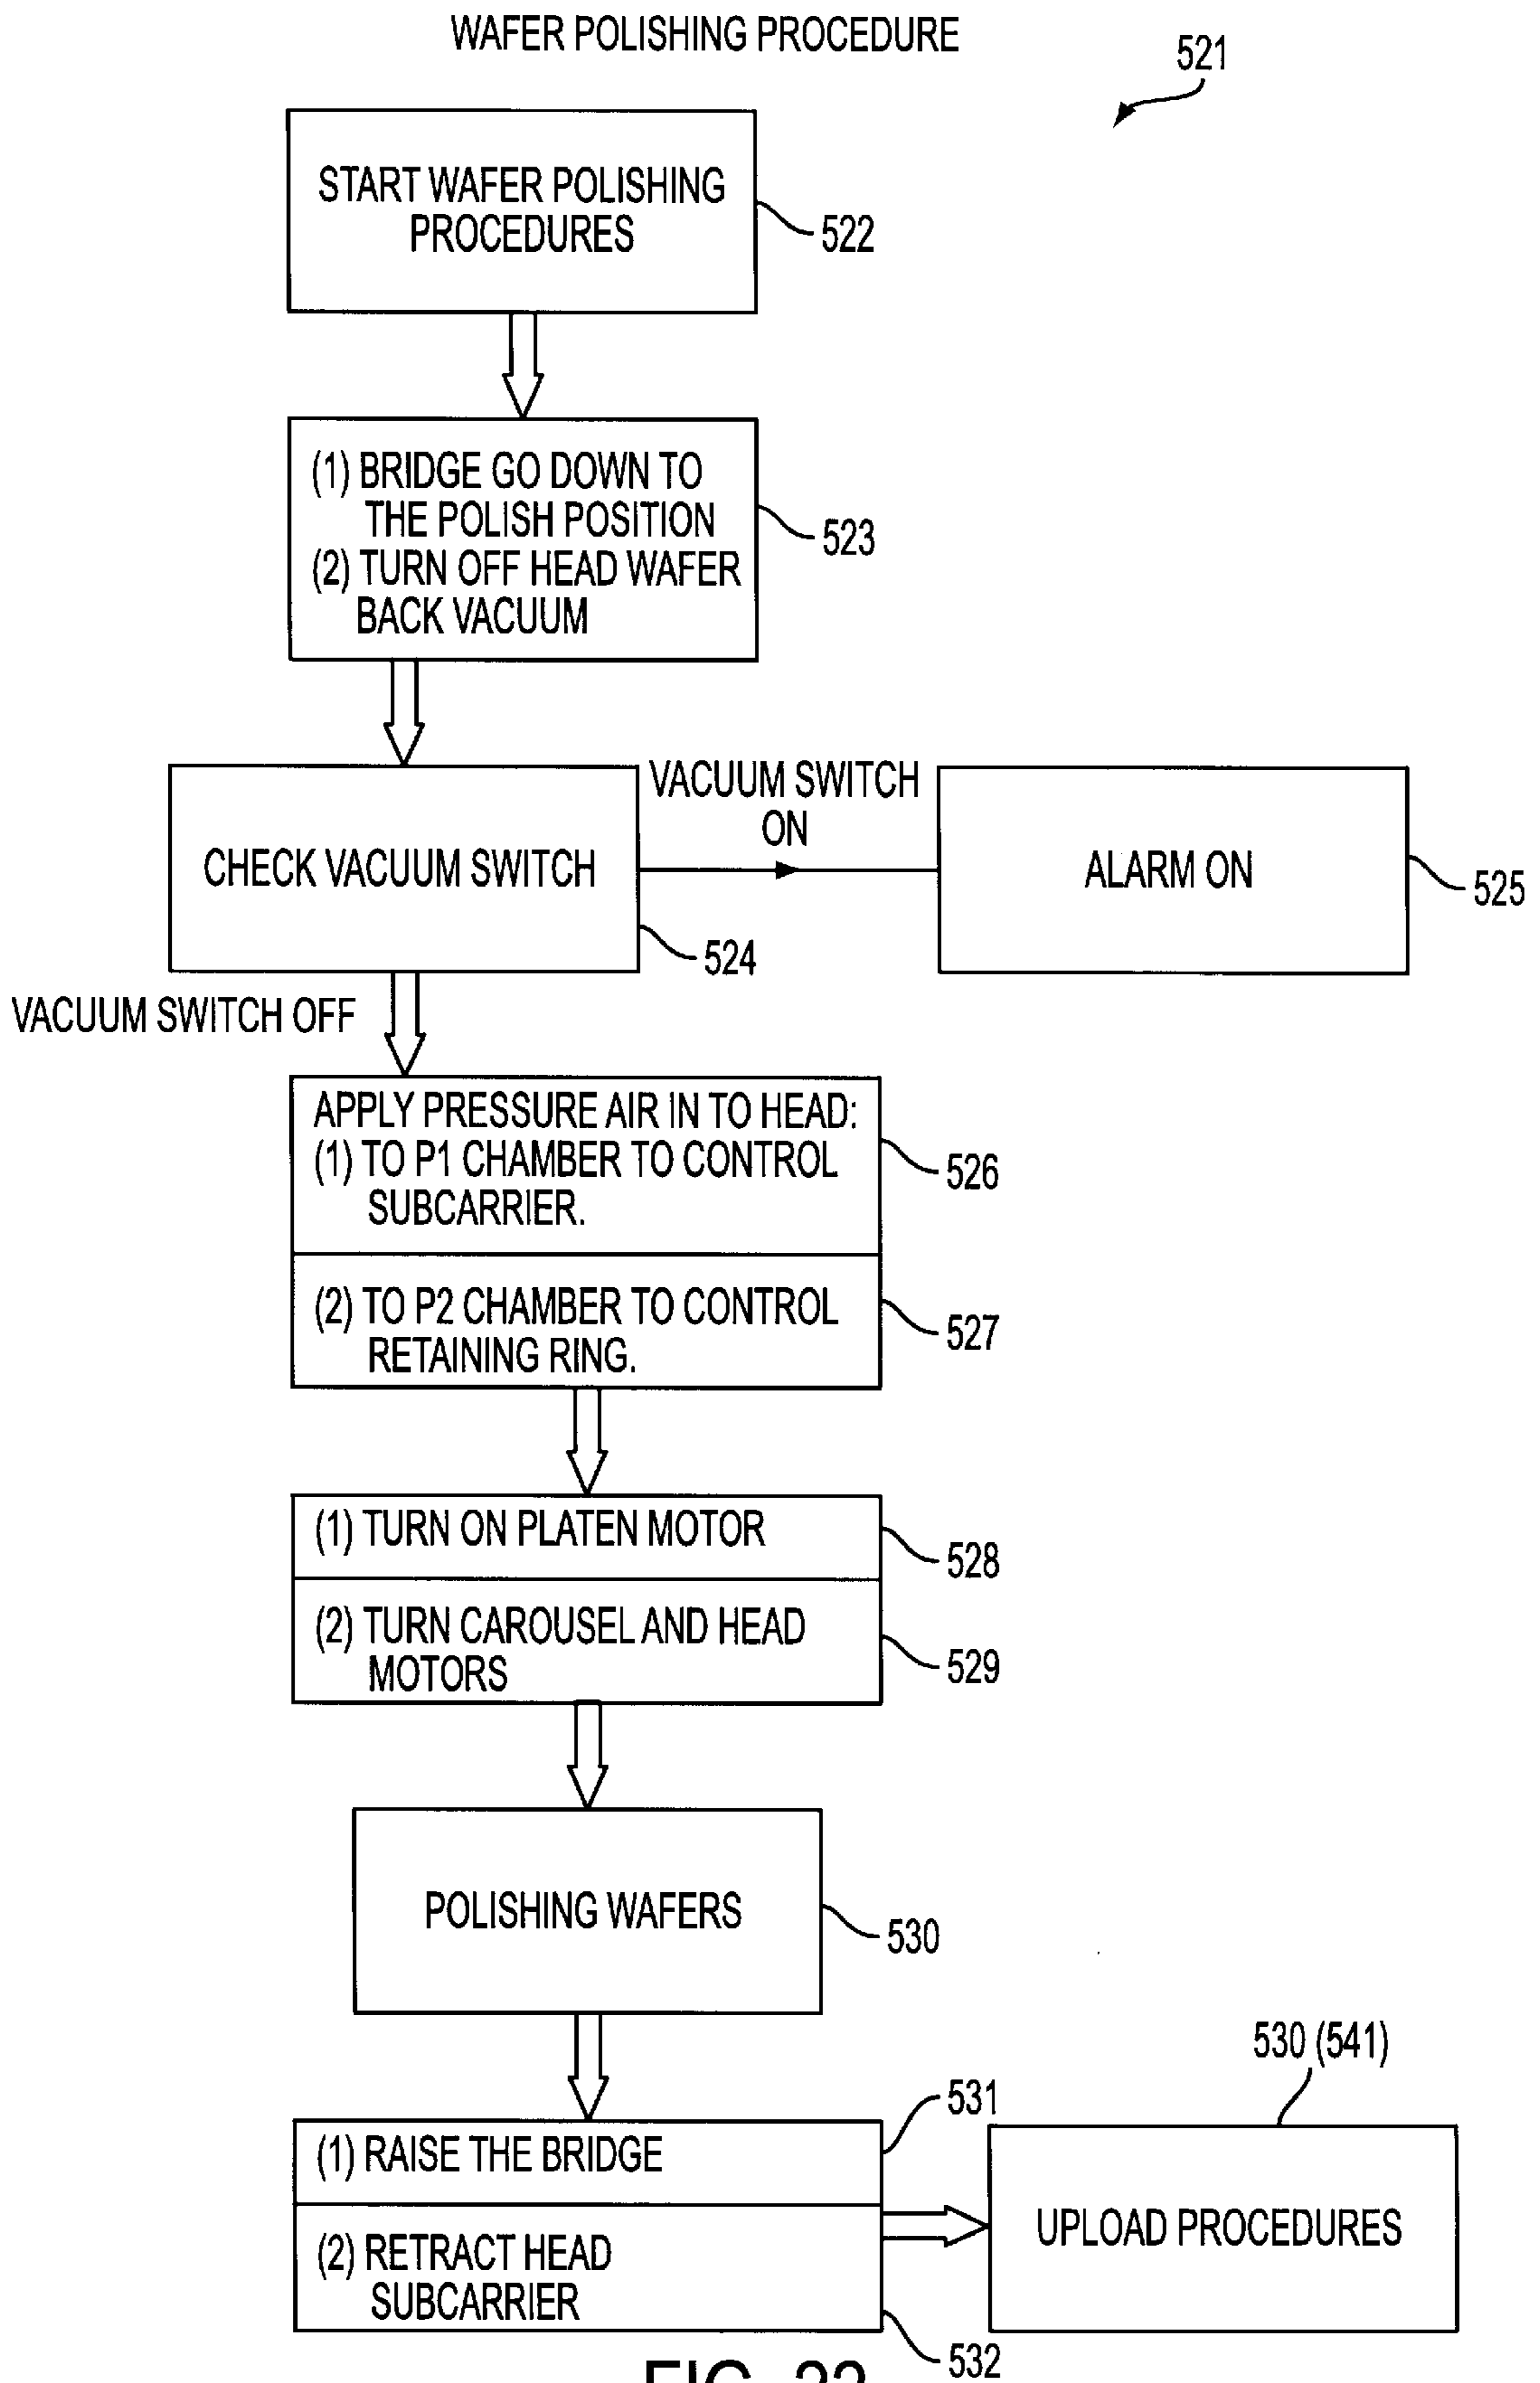 WAFER POLISHING PROCEDURE
521
START WAFER POLISHING
PROCEDURES
522
(1) BRIDGE GO DOWN TO
THE POLISH POSITION
(2) TURN OFF HEAD WAFER
BACK VACUUM
523
CHECK VACUUM SWITCH
524
VACUUM SWITCH
ON
ALARM ON
525
VACUUM SWITCH OFF
APPLY PRESSURE AIR IN TO HEAD:
(1) TO P1 CHAMBER TO CONTROL
SUBCARRIER.
526
(2) TO P2 CHAMBER TO CONTROL
RETAINING RING.
527
(1) TURN ON PLATEN MOTOR
528
(2) TURN CAROUSEL AND HEAD
MOTORS
529
POLISHING WAFERS
530
(1) RAISE THE BRIDGE
531
(2) RETRACT HEAD
SUBCARRIER
532
530 (541)
UPLOAD PROCEDURES
FIG.